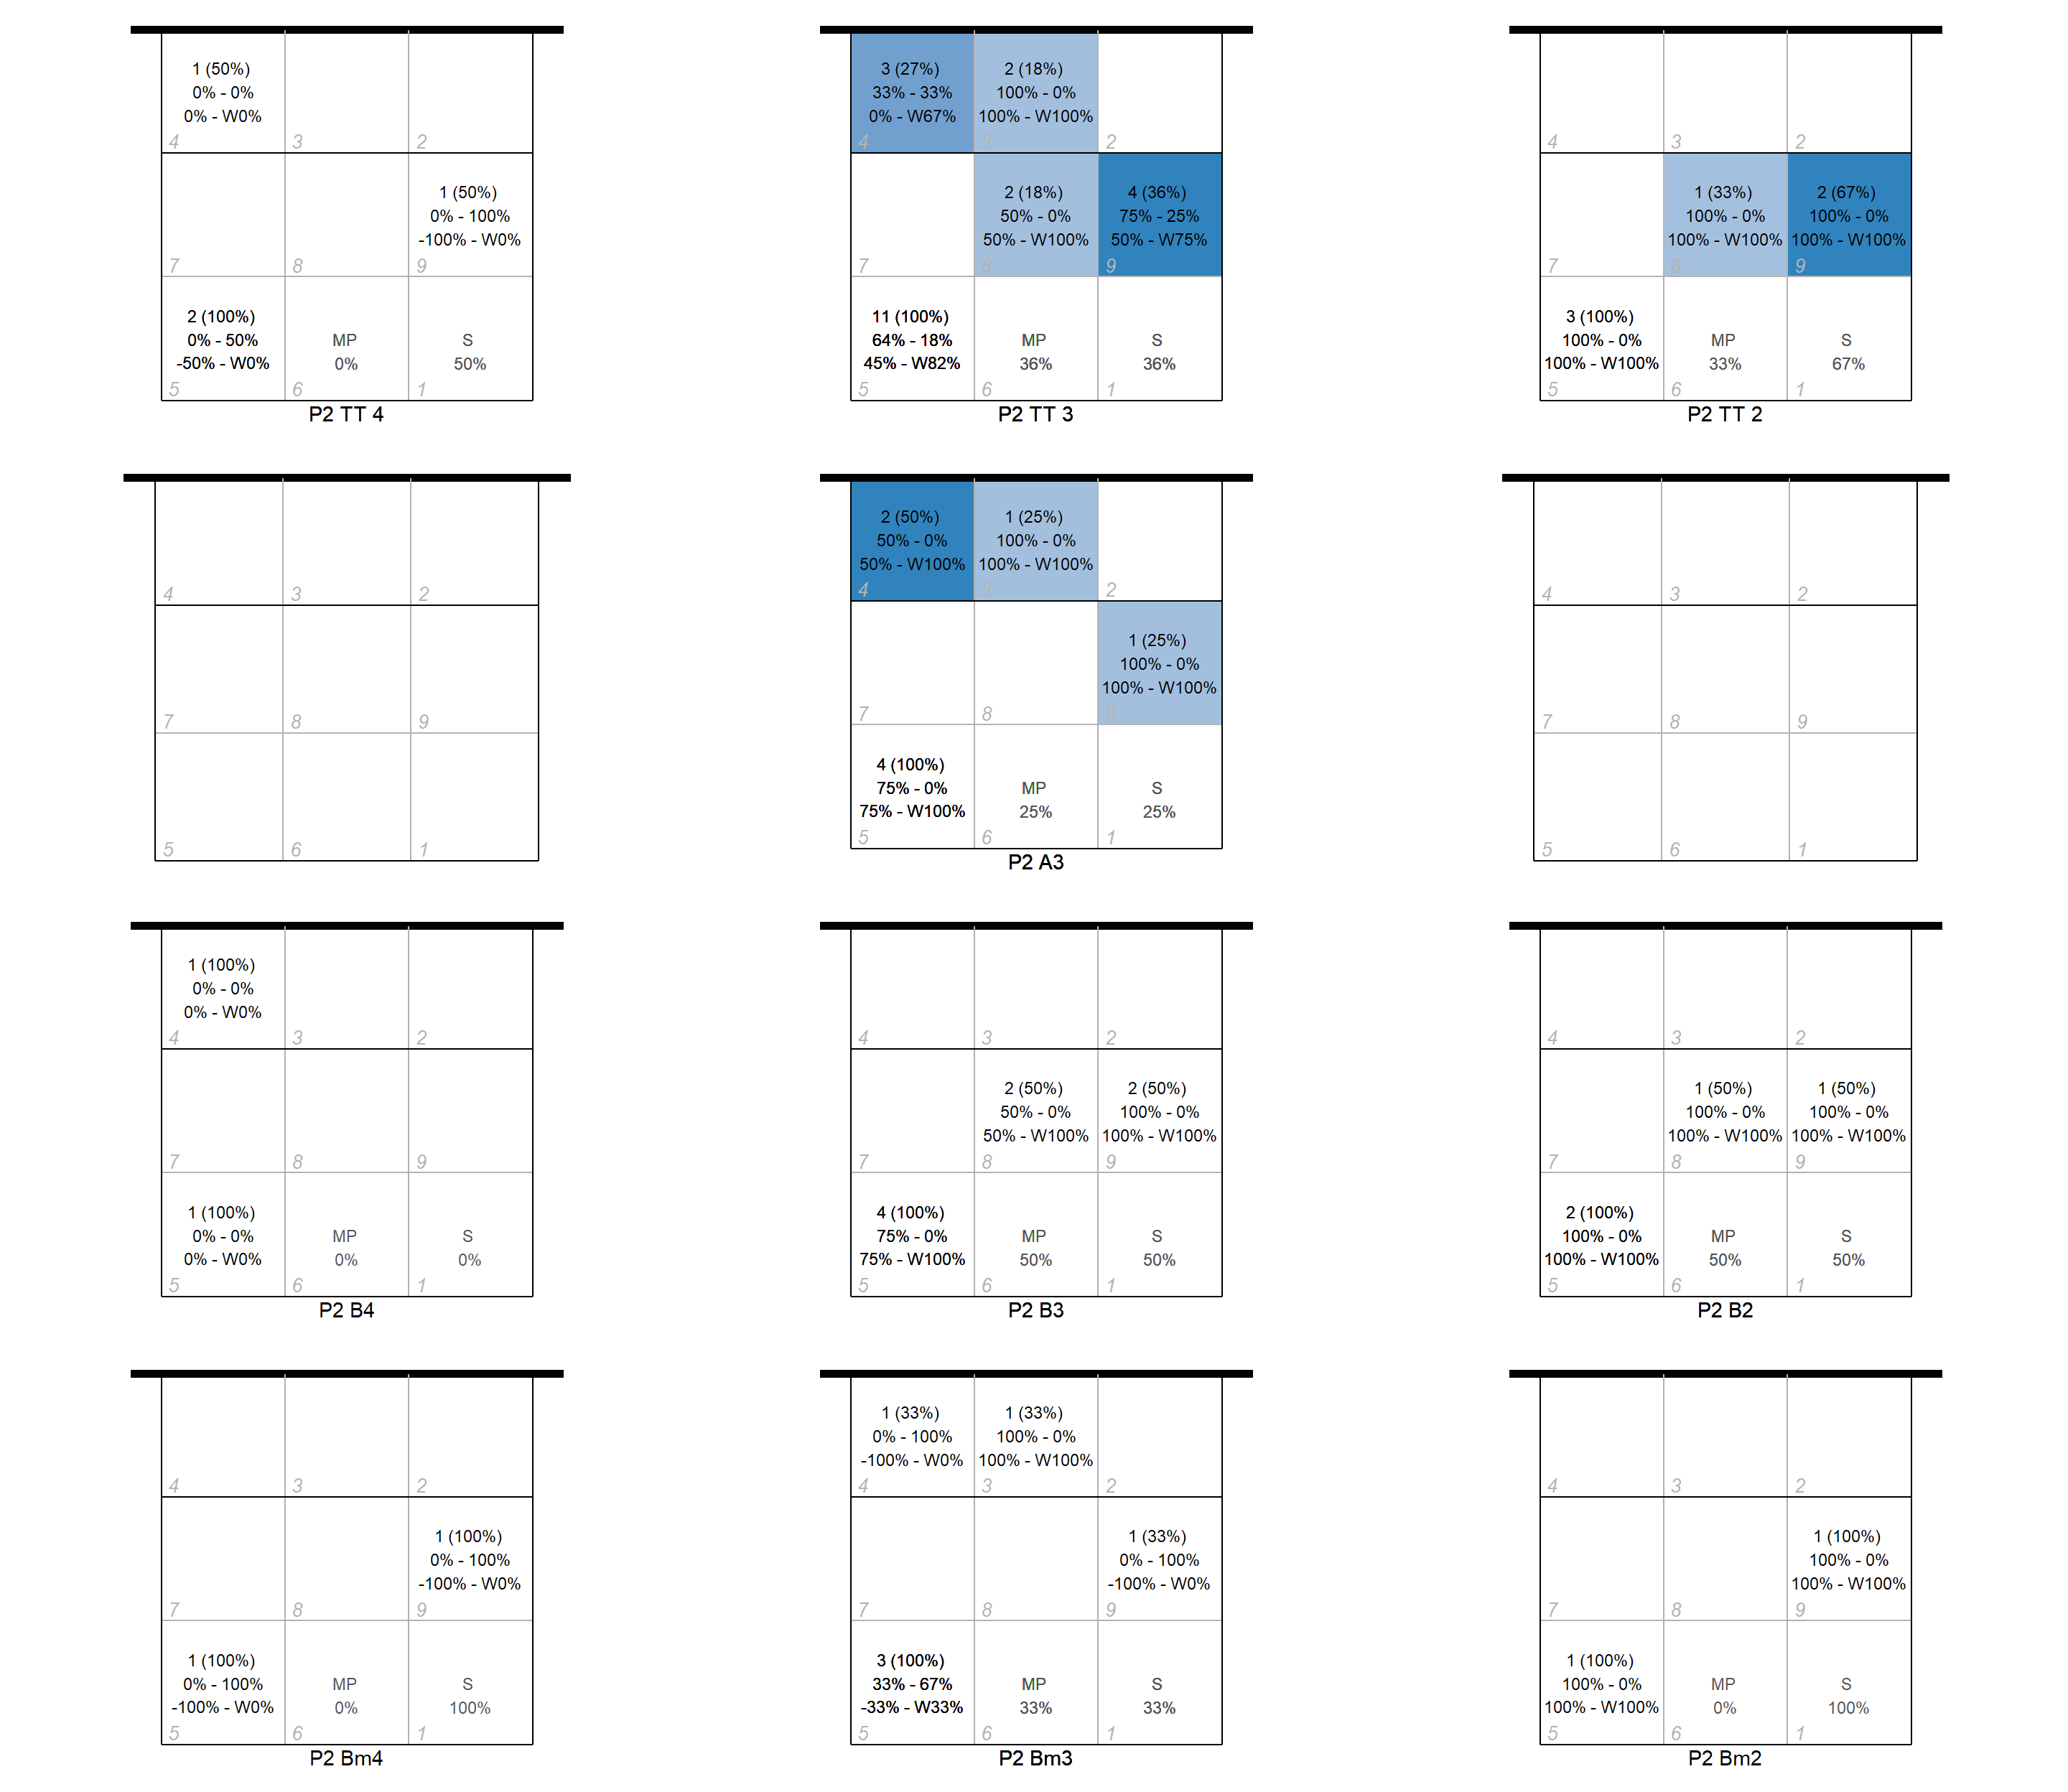 1 (50%)
0% - 0%
0% - W0%
4
3
2
1 (50%)
0% - 100%
-100% - W0%
7
8
9
2 (100%)
0% - 50%
-50% - W0%
MP
0%
S
50%
5
6
1
P2 TT 4
3 (27%)
33% - 33%
0% - W67%
2 (18%)
100% - 0%
100% - W100%
4
3
2
2 (18%)
50% - 0%
50% - W100%
4 (36%)
75% - 25%
50% - W75%
7
8
9
11 (100%)
64% - 18%
45% - W82%
MP
36%
S
36%
5
6
1
P2 TT 3
4
3
2
1 (33%)
100% - 0%
100% - W100%
2 (67%)
100% - 0%
100% - W100%
7
8
9
3 (100%)
100% - 0%
100% - W100%
MP
33%
S
67%
5
6
1
P2 TT 2
4
3
2
7
8
9
5
6
1
2 (50%)
50% - 0%
50% - W100%
1 (25%)
100% - 0%
100% - W100%
4
3
2
1 (25%)
100% - 0%
100% - W100%
7
8
9
4 (100%)
75% - 0%
75% - W100%
MP
25%
S
25%
5
6
1
P2 A3
4
3
2
7
8
9
5
6
1
1 (100%)
0% - 0%
0% - W0%
4
3
2
7
8
9
1 (100%)
0% - 0%
0% - W0%
MP
0%
S
0%
5
6
1
P2 B4
4
3
2
2 (50%)
50% - 0%
50% - W100%
2 (50%)
100% - 0%
100% - W100%
7
8
9
4 (100%)
75% - 0%
75% - W100%
MP
50%
S
50%
5
6
1
P2 B3
4
3
2
1 (50%)
100% - 0%
100% - W100%
1 (50%)
100% - 0%
100% - W100%
7
8
9
2 (100%)
100% - 0%
100% - W100%
MP
50%
S
50%
5
6
1
P2 B2
4
3
2
1 (100%)
0% - 100%
-100% - W0%
7
8
9
1 (100%)
0% - 100%
-100% - W0%
MP
0%
S
100%
5
6
1
P2 Bm4
1 (33%)
0% - 100%
-100% - W0%
1 (33%)
100% - 0%
100% - W100%
4
3
2
1 (33%)
0% - 100%
-100% - W0%
7
8
9
3 (100%)
33% - 67%
-33% - W33%
MP
33%
S
33%
5
6
1
P2 Bm3
4
3
2
1 (100%)
100% - 0%
100% - W100%
7
8
9
1 (100%)
100% - 0%
100% - W100%
MP
0%
S
100%
5
6
1
P2 Bm2